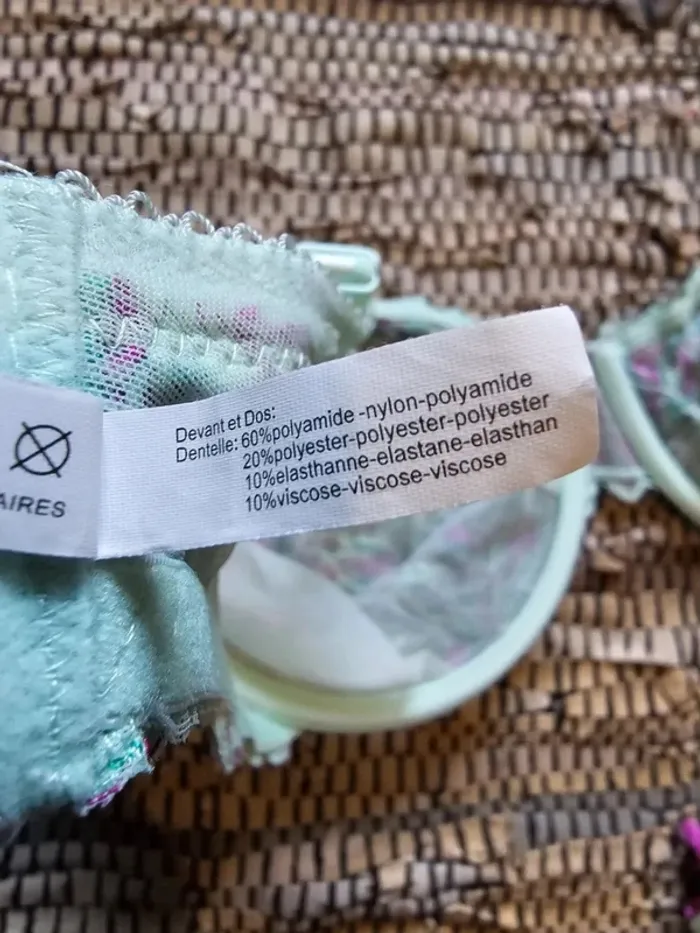 Devant et Dos:
Dentelle: 60%polyamide -nylon-polyamide
20%polyester-polyester-polyester
10%elasthanne-elastane-elasthan
10%viscose-viscose-viscose
AIRES